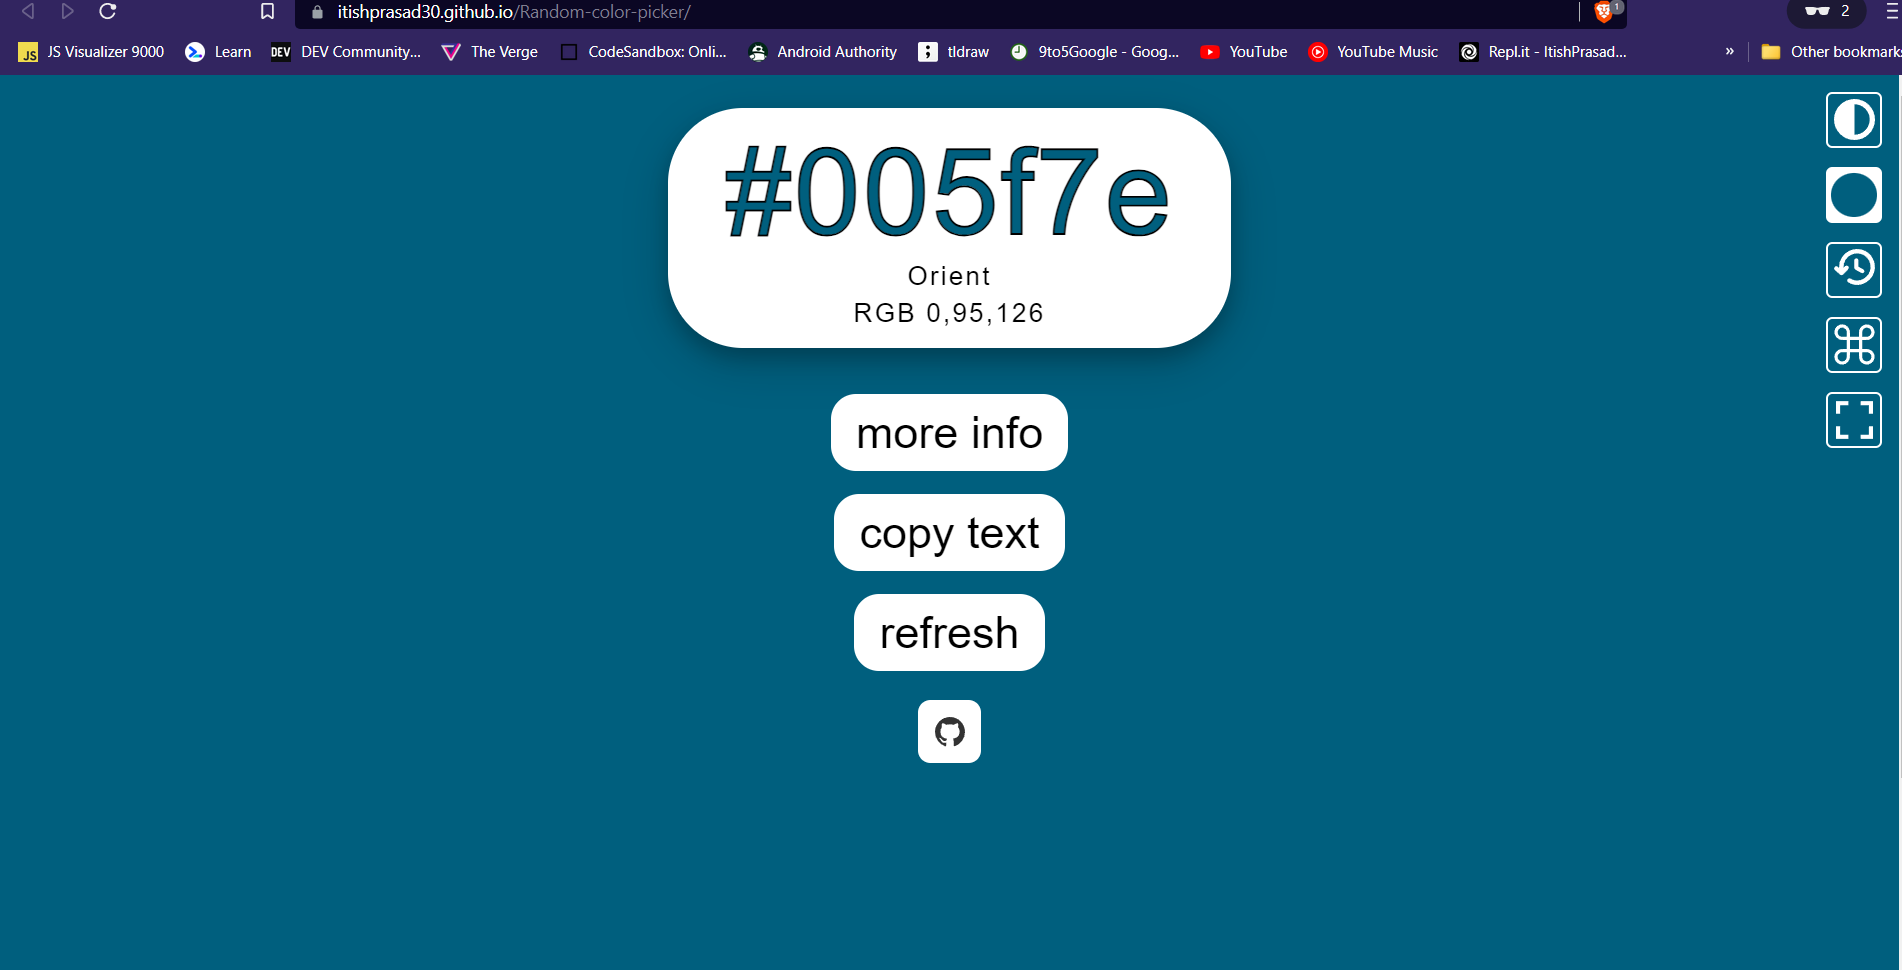 itishprasad30.github.io/Random-color-picker/
1
2
JS JS Visualizer 9000
Learn
DEV DEV Community...
The Verge
CodeSandbox: Onli...
Android Authority
tldraw
9to5Google - Goog...
YouTube
YouTube Music
Repl.it - ItishPrasad...
»
Other bookmarks
#005f7e
Orient
RGB 0,95,126
more info
copy text
refresh